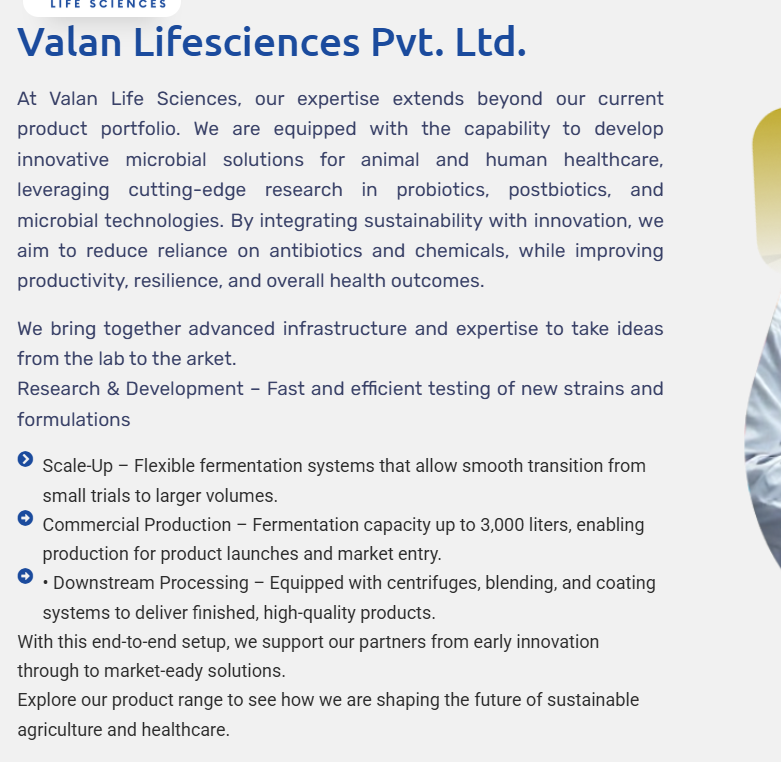 LIFE SCIENCES
Valan Lifesciences Pvt. Ltd.
At Valan Life Sciences, our expertise extends beyond our current
product portfolio. We are equipped with the capability to develop
innovative microbial solutions for animal and human healthcare,
leveraging cutting-edge research in probiotics, postbiotics, and
microbial technologies. By integrating sustainability with innovation, we
aim to reduce reliance on antibiotics and chemicals, while improving
productivity, resilience, and overall health outcomes.
We bring together advanced infrastructure and expertise to take ideas
from the lab to the arket.
Research & Development – Fast and efficient testing of new strains and
formulations
Scale-Up – Flexible fermentation systems that allow smooth transition from
small trials to larger volumes.
Commercial Production – Fermentation capacity up to 3,000 liters, enabling
production for product launches and market entry.
• Downstream Processing – Equipped with centrifuges, blending, and coating
systems to deliver finished, high-quality products.
With this end-to-end setup, we support our partners from early innovation
through to market-eady solutions.
Explore our product range to see how we are shaping the future of sustainable
agriculture and healthcare.